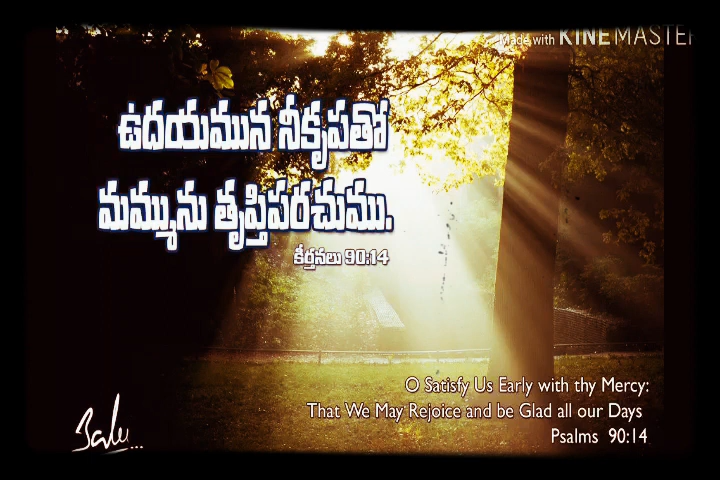 Made with KINEMASTER
ఉదయమున నీకృపతో
మమ్మును తృప్తిపరచుము.
కీర్తనలు 90:14
O Satisfy Us Early with thy Mercy:
That We May Rejoice and be Glad all our Days
Psalms 90:14
Balu...